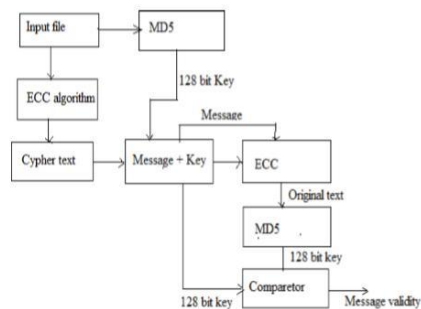 Input file
MD5
128 bit Key
ECC algorithm
Message
Cypher text
Message + Key
ECC
Original text
MD5
128 bit key
Comparetor
128 bit key
Message validity